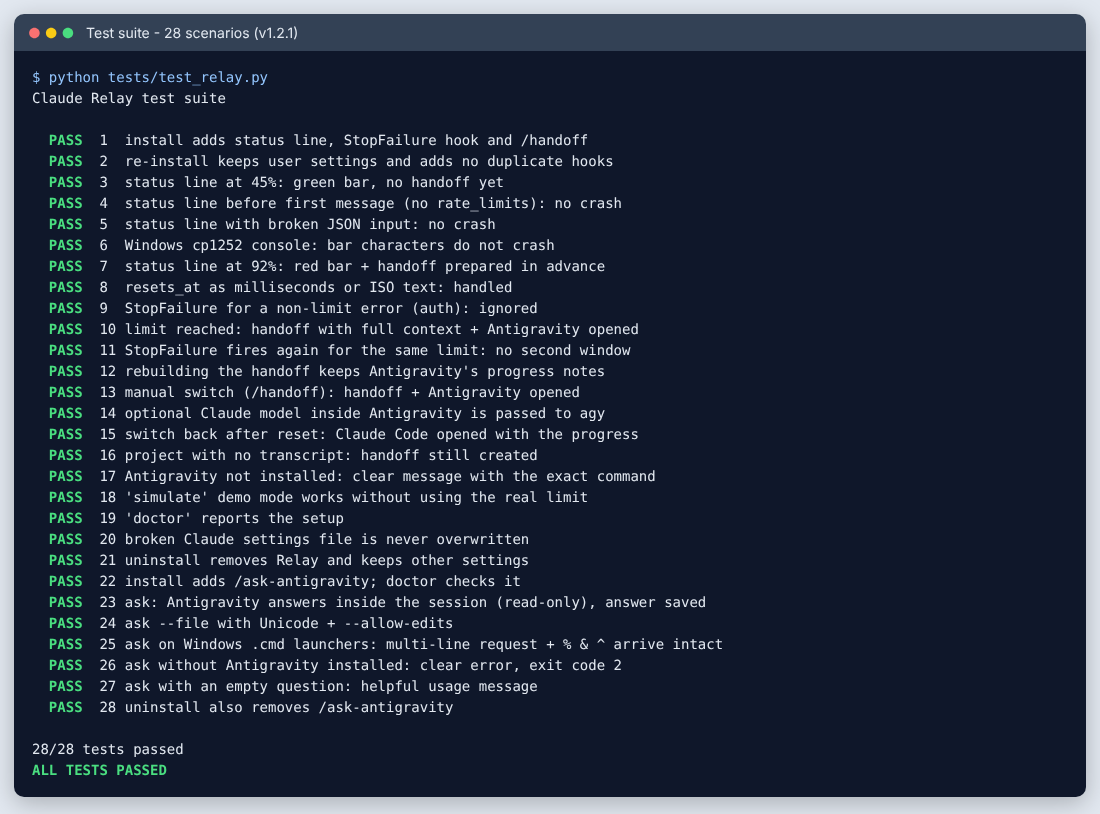 Test suite - 28 scenarios (v1.2.1)
$ python tests/test_relay.py
Claude Relay test suite
PASS 1 install adds status line, StopFailure hook and /handoff
PASS 2 re-install keeps user settings and adds no duplicate hooks
PASS 3 status line at 45%: green bar, no handoff yet
PASS 4 status line before first message (no rate_limits): no crash
PASS 5 status line with broken JSON input: no crash
PASS 6 Windows cp1252 console: bar characters do not crash
PASS 7 status line at 92%: red bar + handoff prepared in advance
PASS 8 resets_at as milliseconds or ISO text: handled
PASS 9 StopFailure for a non-limit error (auth): ignored
PASS 10 limit reached: handoff with full context + Antigravity opened
PASS 11 StopFailure fires again for the same limit: no second window
PASS 12 rebuilding the handoff keeps Antigravity's progress notes
PASS 13 manual switch (/handoff): handoff + Antigravity opened
PASS 14 optional Claude model inside Antigravity is passed to agy
PASS 15 switch back after reset: Claude Code opened with the progress
PASS 16 project with no transcript: handoff still created
PASS 17 Antigravity not installed: clear message with the exact command
PASS 18 'simulate' demo mode works without using the real limit
PASS 19 'doctor' reports the setup
PASS 20 broken Claude settings file is never overwritten
PASS 21 uninstall removes Relay and keeps other settings
PASS 22 install adds /ask-antigravity; doctor checks it
PASS 23 ask: Antigravity answers inside the session (read-only), answer saved
PASS 24 ask --file with Unicode + --allow-edits
PASS 25 ask on Windows .cmd launchers: multi-line request + % & ^ arrive intact
PASS 26 ask without Antigravity installed: clear error, exit code 2
PASS 27 ask with an empty question: helpful usage message
PASS 28 uninstall also removes /ask-antigravity
28/28 tests passed
ALL TESTS PASSED